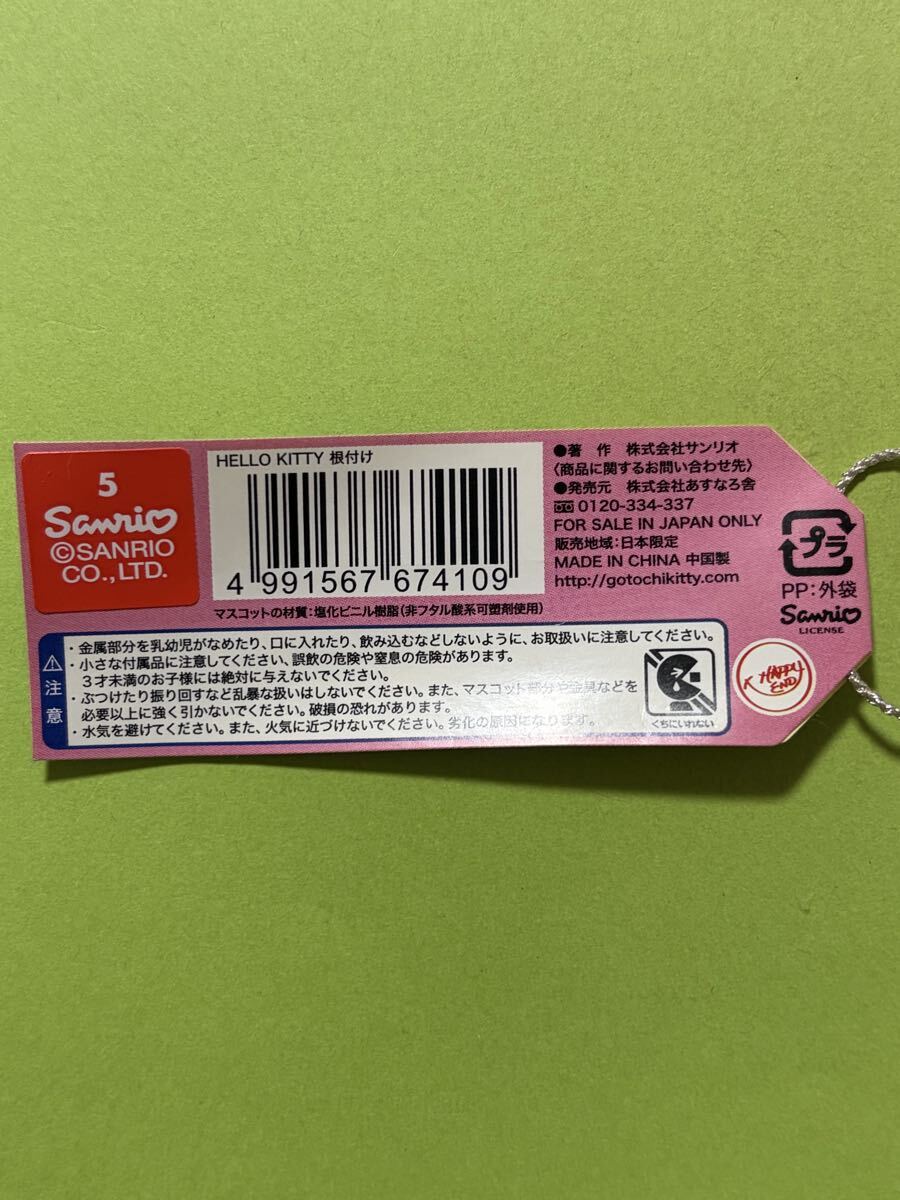 5
Sanrio
©SANRIO
CO.,LTD.
HELLO KITTY 根付け
4 991567 674109
マスコットの材質：塩化ビニル樹脂（非フタル酸系可塑剤使用）
●著 作 株式会社サンリオ
〈商品に関するお問い合わせ先〉
●発売元 株式会社あすなろ舎
0120-334-337
FOR SALE IN JAPAN ONLY
販売地域：日本限定
MADE IN CHINA 中国製
http://gotochikitty.com
プラ
PP：外袋
Sanrio
LICENSE
注意
・金属部分を乳幼児がなめたり、口に入れたり、飲み込むなどしないように、お取扱いに注意してください。
・小さな付属品に注意してください、誤飲の危険や窒息の危険があります。
３才未満のお子様には絶対に与えないでください。
・ぶつけたり振り回すなど乱暴な扱いはしないでください。また、マスコット部分や金具などを
必要以上に強く引かないでください。破損の恐れがあります。
・水気を避けてください。また、火気に近づけないでください。劣化の原因になります。
くちにいれない
K HAPPY
END